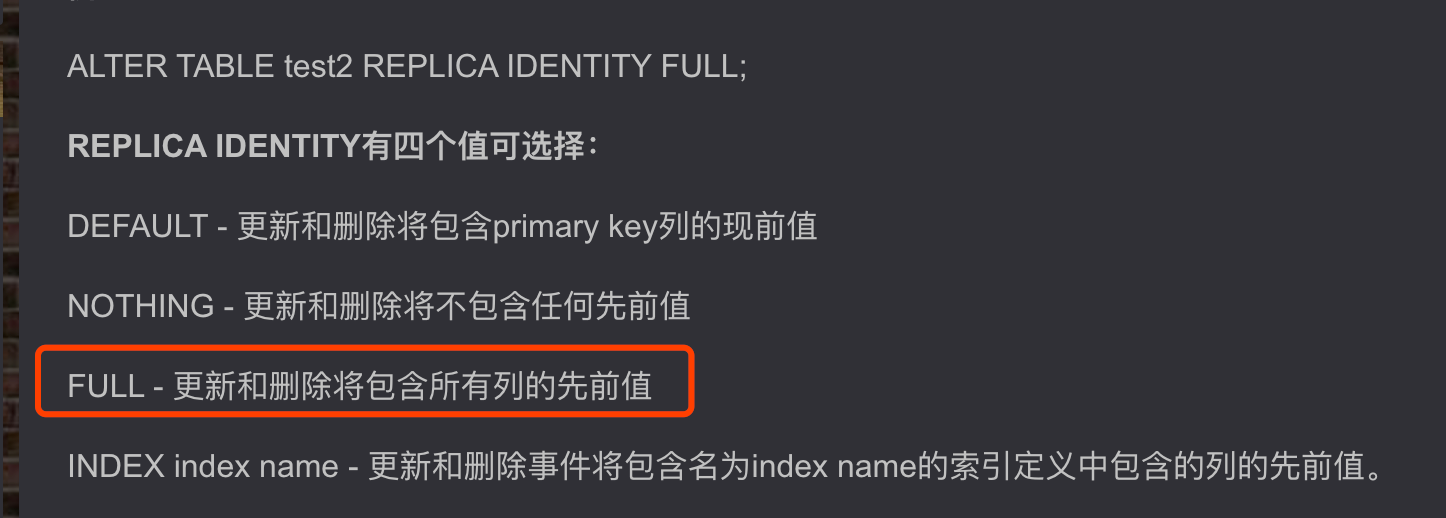 ALTER TABLE test2 REPLICA IDENTITY FULL;
REPLICA IDENTITY有四个值可选择：
DEFAULT - 更新和删除将包含primary key列的现前值
NOTHING - 更新和删除将不包含任何先前值
FULL - 更新和删除将包含所有列的先前值
INDEX index name - 更新和删除事件将包含名为index name的索引定义中包含的列的先前值。